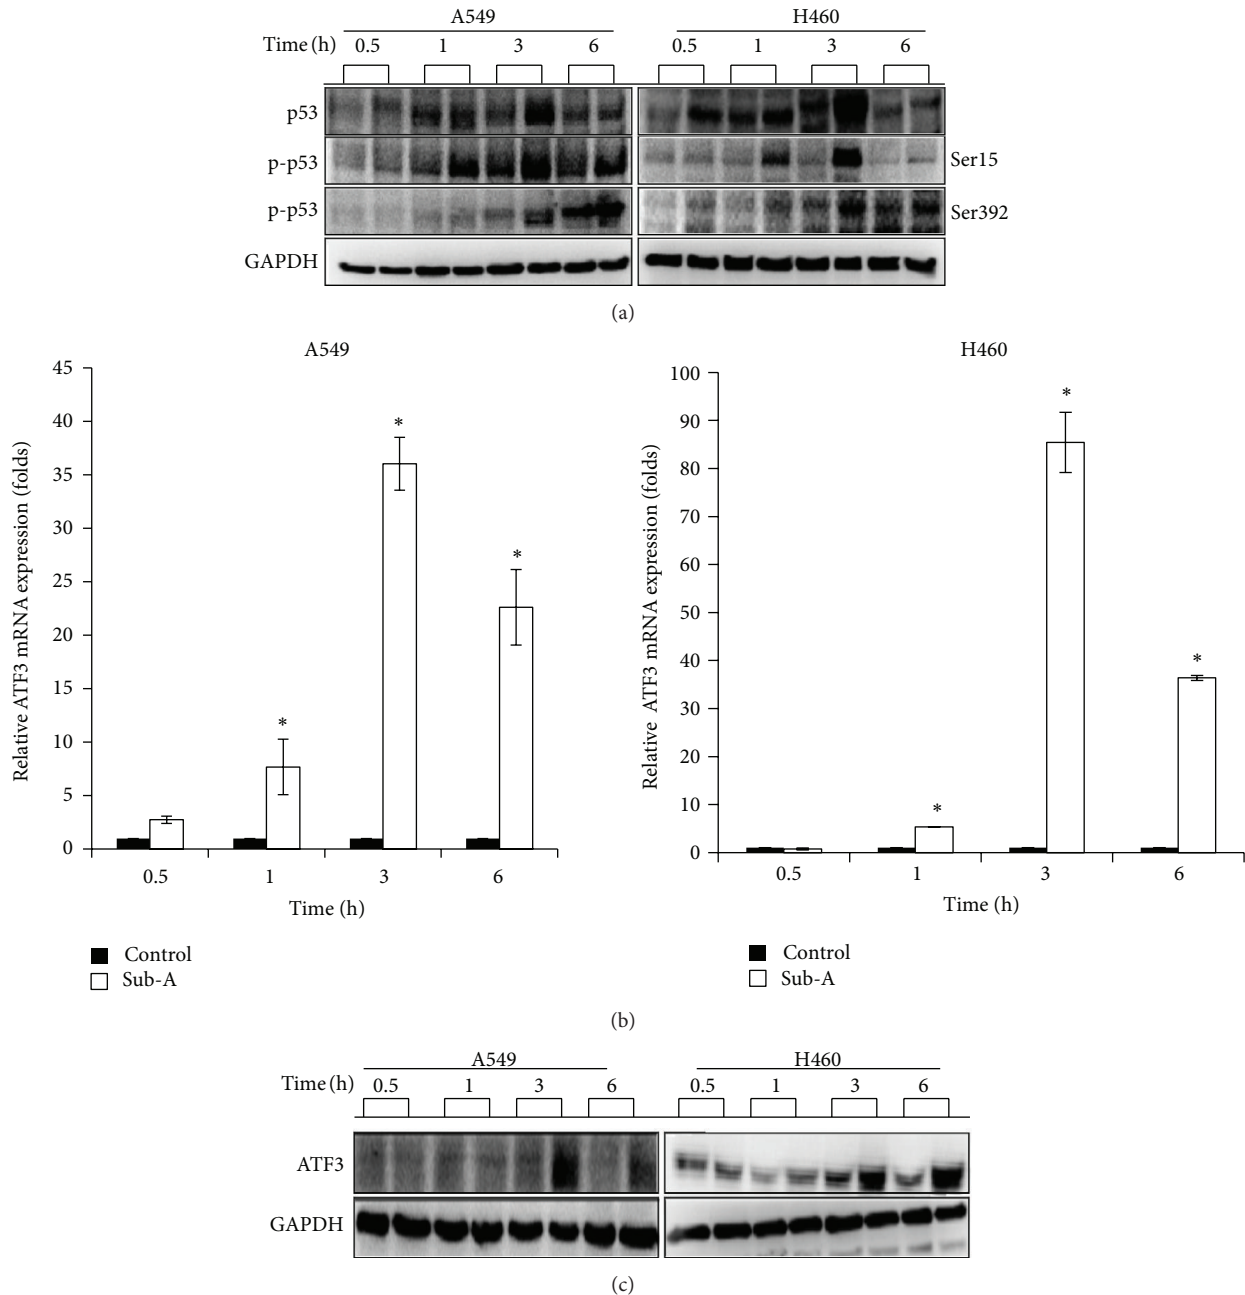 A549 H460
Time (h) 0.5 1 3 6 0.5 1 3 6
p53
p-p53 Ser15
p-p53 Ser392
GAPDH
(a)
A549
45
40
35
30
25
20
15
10
5
0
Relative ATF3 mRNA expression (folds)
* * *
0.5 1 3 6
Time (h)
Control
Sub-A
H460
100
90
80
70
60
50
40
30
20
10
0
Relative ATF3 mRNA expression (folds)
* * *
0.5 1 3 6
Time (h)
Control
Sub-A
(b)
A549 H460
Time (h) 0.5 1 3 6 0.5 1 3 6
ATF3
GAPDH
(c)